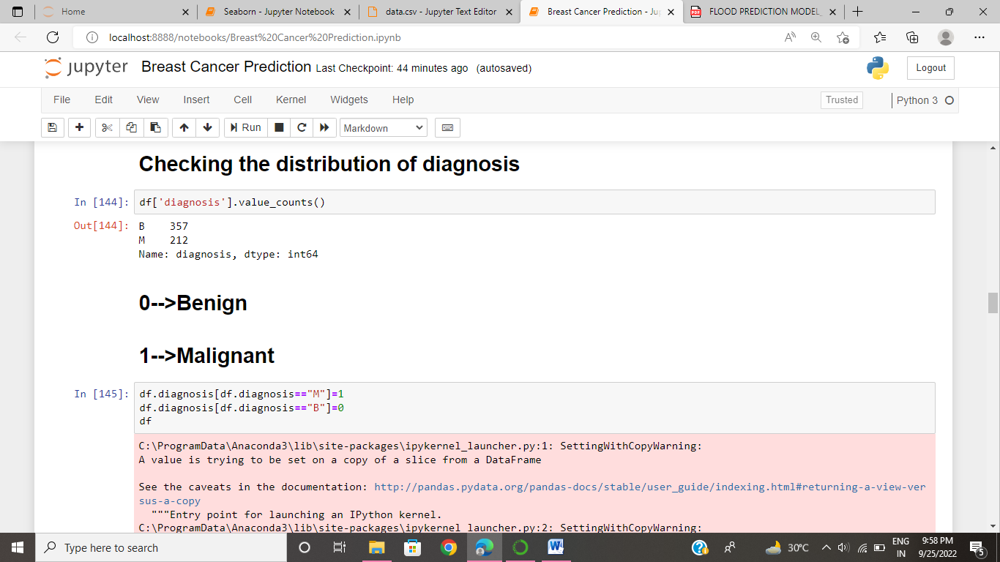 Home
Seaborn - Jupyter Notebook
data.csv - Jupyter Text Editor
Breast Cancer Prediction - Ju
FLOOD PREDICTION MODEL_
localhost:8888/notebooks/Breast%20Cancer%20Prediction.ipynb
jupyter Breast Cancer Prediction Last Checkpoint: 44 minutes ago (autosaved)
Logout
File Edit View Insert Cell Kernel Widgets Help
Trusted
Python 3
Run
Markdown
Checking the distribution of diagnosis
In [144]: df['diagnosis'].value_counts()
Out[144]: B    357
M    212
Name: diagnosis, dtype: int64
0-->Benign
1-->Malignant
In [145]: df.diagnosis[df.diagnosis=="M"]=1
df.diagnosis[df.diagnosis=="B"]=0
df
C:\ProgramData\Anaconda3\lib\site-packages\ipykernel_launcher.py:1: SettingWithCopyWarning:
A value is trying to be set on a copy of a slice from a DataFrame
See the caveats in the documentation: http://pandas.pydata.org/pandas-docs/stable/user_guide/indexing.html#returning-a-view-ver
sus-a-copy
"""Entry point for launching an IPython kernel.
C:\ProgramData\Anaconda3\lib\site-packages\ipykernel_launcher.py:2: SettingWithCopyWarning:
Type here to search
30°C
ENG
IN
9:58 PM
9/25/2022
5